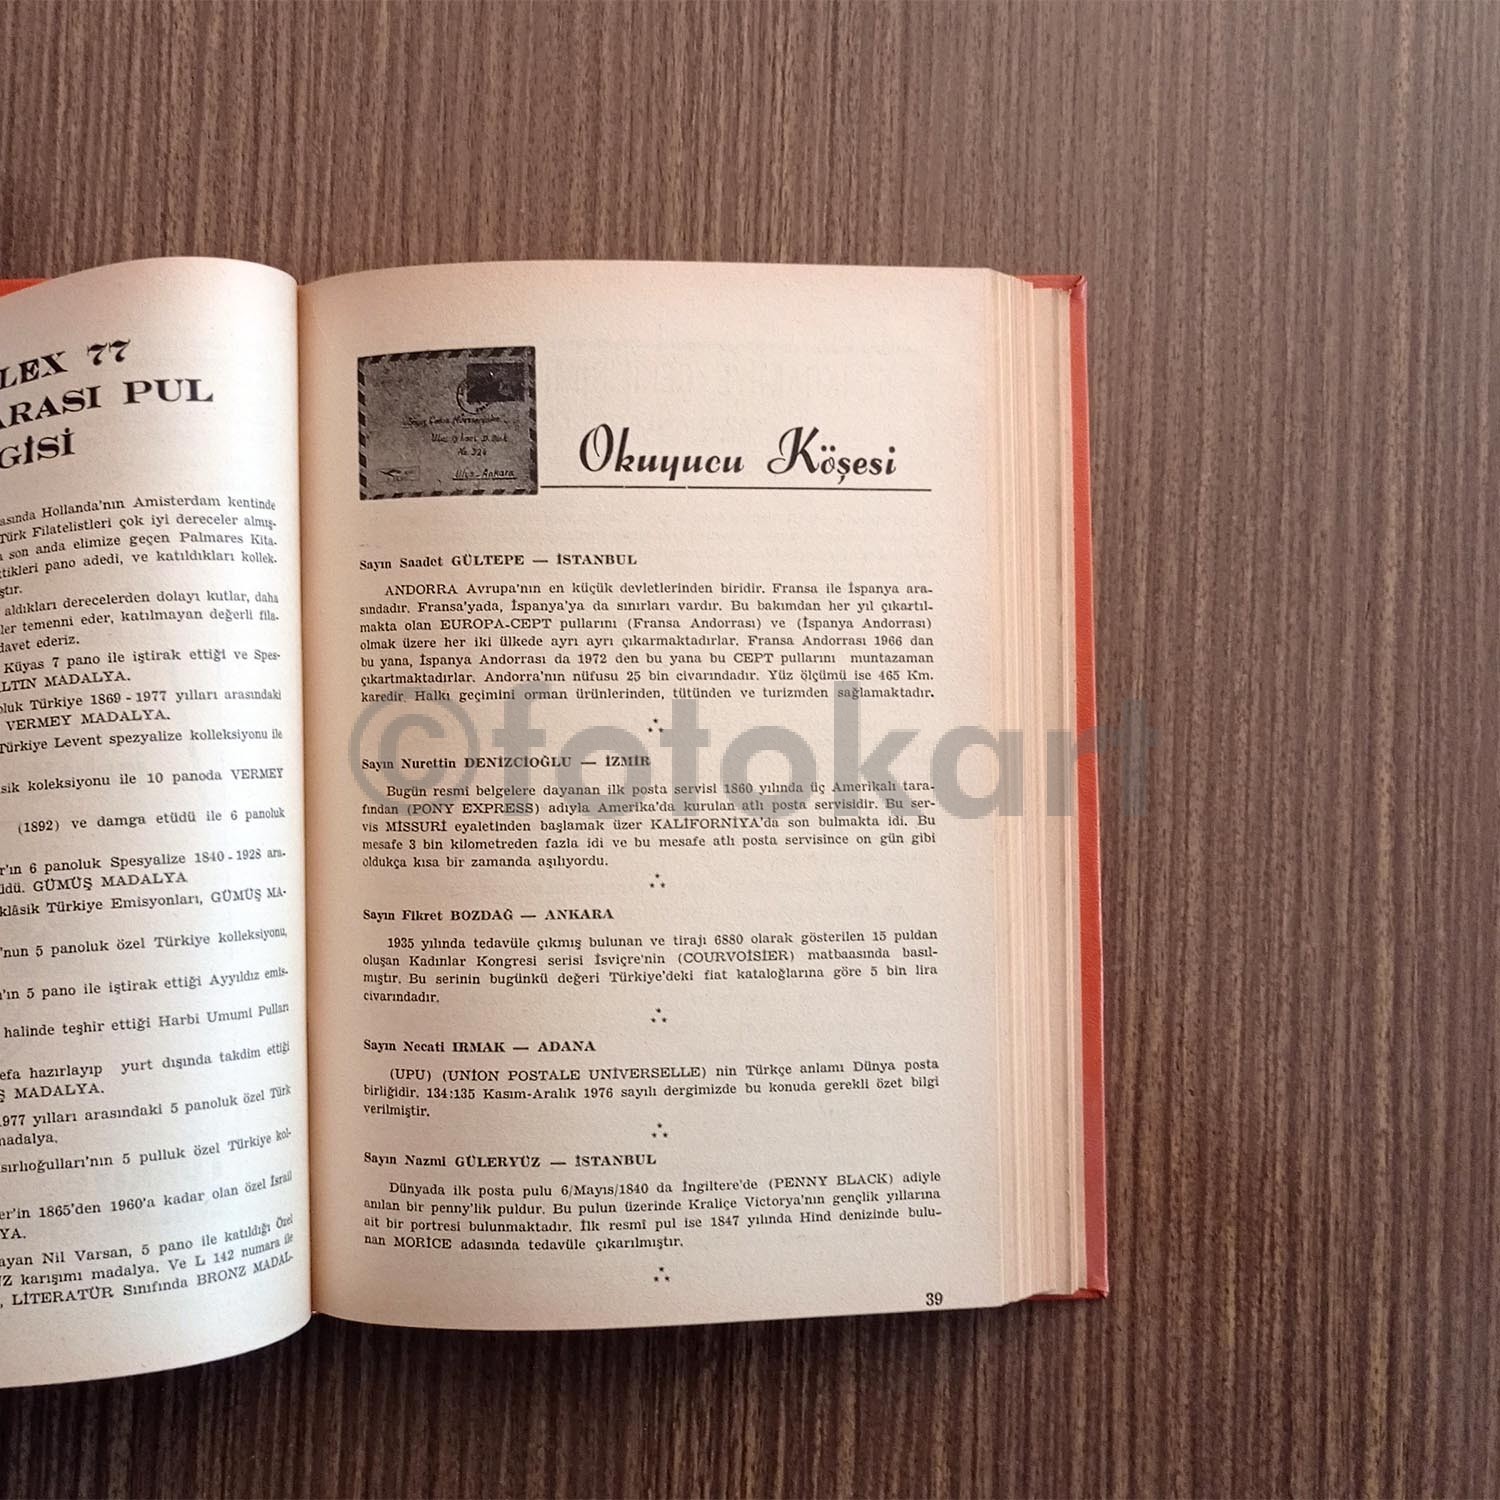 LEX 77
ARASI PUL
GİSİ
asında Hollanda'nın Amisterdam kentinde
Türk Filatelistleri çok iyi dereceler almış-
son anda elimize geçen Palmares Kita-
tikleri pano adedi, ve katıldıkları kollek-
ştır.
aldıkları derecelerden dolayı kutlar, daha
ler temenni eder, katılmayan değerli fila-
davet ederiz.
Küyas 7 pano ile iştirak ettiği ve Spes-
LTIN MADALYA.
oluk Türkiye 1869 - 1977 yılları arasındaki
VERMEY MADALYA.
Türkiye Levent spezyalize kolleksiyonu ile
sik koleksiyonu ile 10 panoda VERMEY
(1892) ve damga etüdü ile 6 panoluk
r'ın 6 panoluk Spesyalize 1840 - 1928 ara-
üdü. GÜMÜŞ MADALYA
klâsik Türkiye Emisyonları, GÜMÜŞ MA-
'nun 5 panoluk özel Türkiye kolleksiyonu,
'ın 5 pano ile iştirak ettiği Ayyıldız emis-
halinde teşhir ettiği Harbi Umumi Pulları
efa hazırlayıp yurt dışında takdim ettiği
Ş MADALYA.
1977 yılları arasındaki 5 panoluk özel Türk
madalya,
sırlıoğulları'nın 5 pulluk özel Türkiye kol-
er'in 1865'den 1960'a kadar olan özel İsrail
YA.
ayan Nil Varsan, 5 pano ile katıldığı Özel
NZ karışımı madalya. Ve L 142 numara ile
, LİTERATÜR Sınıfında BRONZ MADAL-
Ulus - Ankara
Okuyucu Köşesi
Sayın Saadet GÜLTEPE — İSTANBUL
ANDORRA Avrupa'nın en küçük devletlerinden biridir. Fransa ile İspanya ara-
sındadır. Fransa'yada, İspanya'ya da sınırları vardır. Bu bakımdan her yıl çıkartıl-
makta olan EUROPA-CEPT pullarını (Fransa Andorrası) ve (İspanya Andorrası)
olmak üzere her iki ülkede ayrı ayrı çıkarmaktadırlar. Fransa Andorrası 1966 dan
bu yana, İspanya Andorrası da 1972 den bu yana bu CEPT pullarını muntazaman
çıkartmaktadırlar. Andorra'nın nüfusu 25 bin civarındadır. Yüz ölçümü ise 465 Km.
karedir. Halkı geçimini orman ürünlerinden, tütünden ve turizmden sağlamaktadır.
©fotokart
Sayın Nurettin DENİZCİOĞLU — İZMİR
Bugün resmî belgelere dayanan ilk posta servisi 1860 yılında üç Amerikalı tara-
fından (PONY EXPRESS) adıyla Amerika'da kurulan atlı posta servisidir. Bu ser-
vis MİSSURİ eyaletinden başlamak üzer KALİFORNİYA'da son bulmakta idi. Bu
mesafe 3 bin kilometreden fazla idi ve bu mesafe atlı posta servisince on gün gibi
oldukça kısa bir zamanda aşılıyordu.
Sayın Fikret BOZDAĞ — ANKARA
1935 yılında tedavüle çıkmış bulunan ve tirajı 6880 olarak gösterilen 15 puldan
oluşan Kadınlar Kongresi serisi İsviçre'nin (COURVOİSİER) matbaasında basıl-
mıştır. Bu serinin bugünkü değeri Türkiye'deki fiat kataloğlarına göre 5 bin lira
civarındadır,
Sayın Necati IRMAK — ADANA
(UPU) (UNİON POSTALE UNİVERSELLE) nin Türkçe anlamı Dünya posta
birliğidir. 134:135 Kasım-Aralık 1976 sayılı dergimizde bu konuda gerekli özet bilgi
verilmiştir.
Sayın Nazmi GÜLERYÜZ — İSTANBUL
Dünyada ilk posta pulu 6/Mayıs/1840 da İngiltere'de (PENNY BLACK) adiyle
anılan bir penny'lik puldur. Bu pulun üzerinde Kraliçe Victorya'nın gençlik yıllarına
ait bir portresi bulunmaktadır. İlk resmî pul ise 1847 yılında Hind denizinde bulu-
nan MORİCE adasında tedavüle çıkarılmıştır.
39